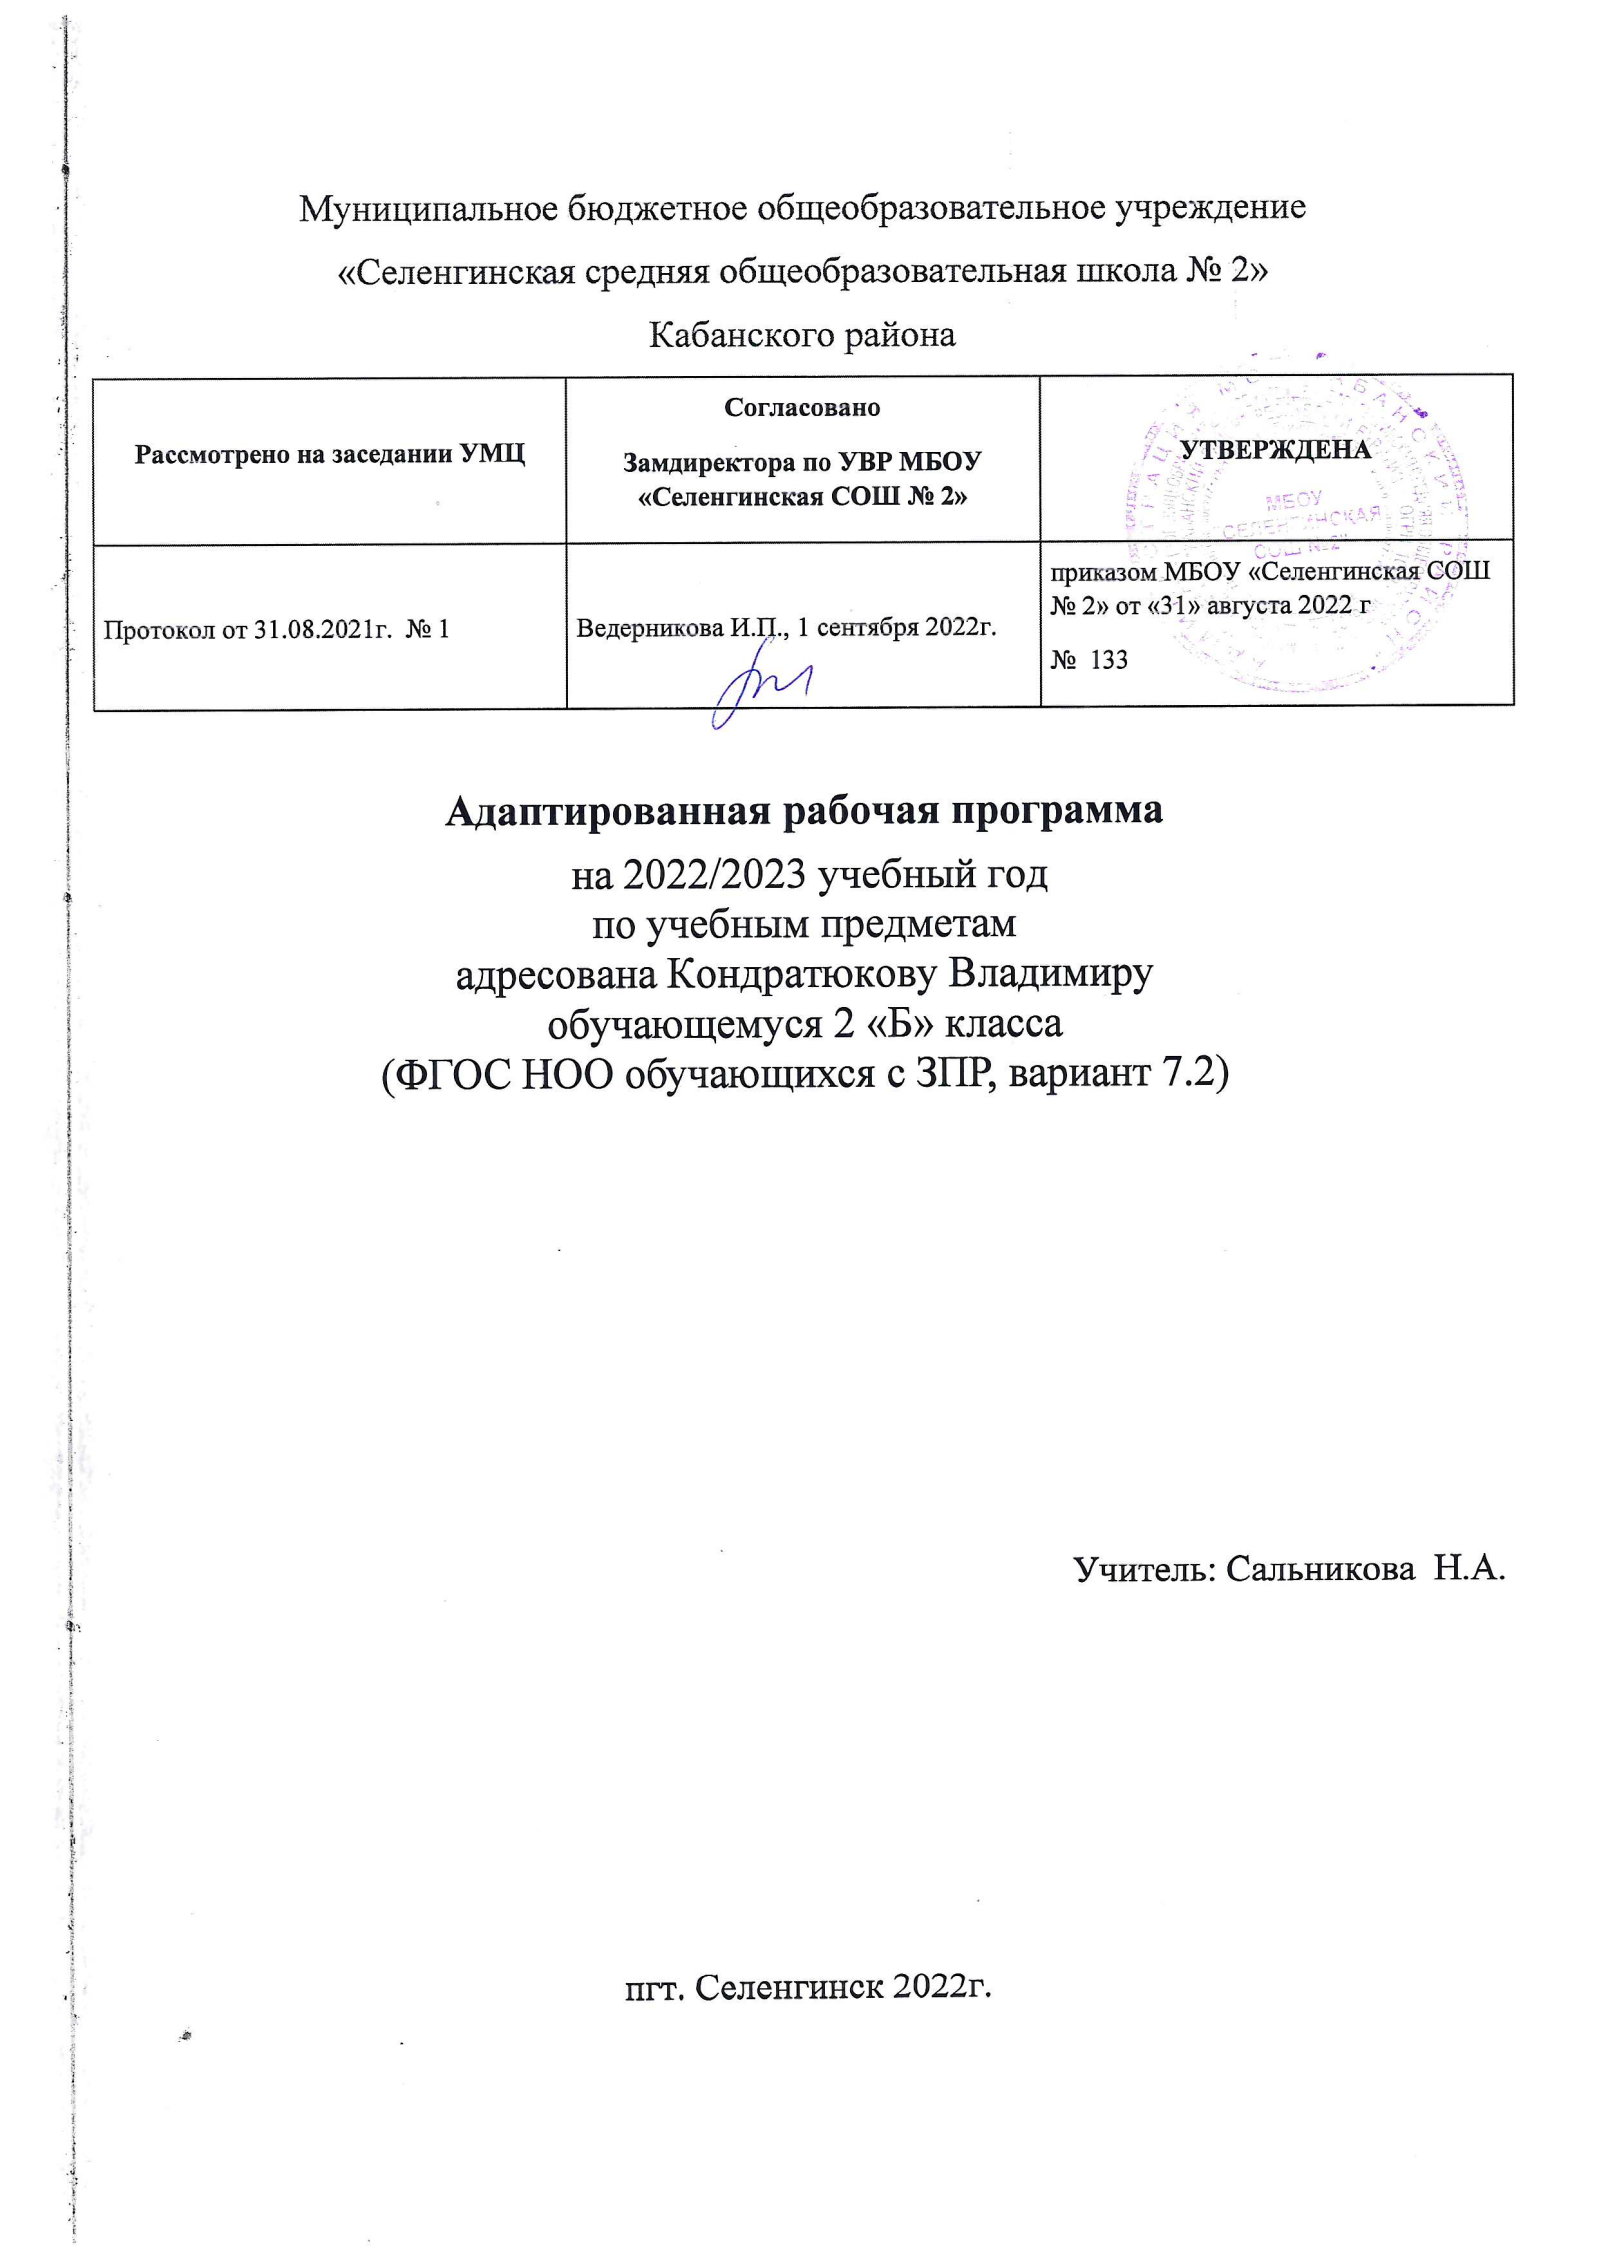 Муниципальное бюджетное общеобразовательное учреждение
«Селенгинская средняя общеобразовательная школа № 2»
Кабанского района
Рассмотрено на заседании УМЦ
Согласовано
Замдиректора по УВР МБОУ
«Селенгинская СОШ № 2»
УТВЕРЖДЕНА
МБОУ
"СЕЛЕНГИНСКАЯ
СОШ №2"
Протокол от 31.08.2021г. № 1
Ведерникова И.П., 1 сентября 2022г.
приказом МБОУ «Селенгинская СОШ
№ 2» от «31» августа 2022 г
№ 133
Адаптированная рабочая программа
на 2022/2023 учебный год
по учебным предметам
адресована Кондратюкову Владимиру
обучающемуся 2 «Б» класса
(ФГОС НОО обучающихся с ЗПР, вариант 7.2)
Учитель: Сальникова Н.А.
пгт. Селенгинск 2022г.